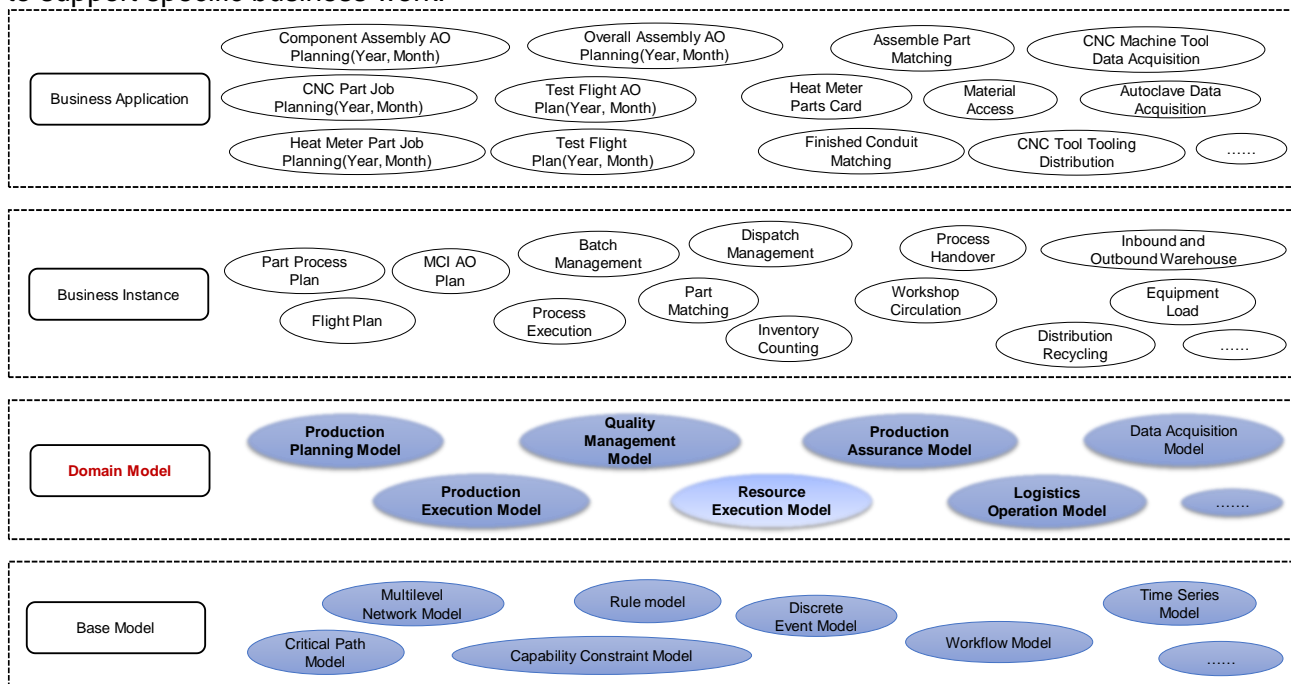 to support specific business work.
Business Application
Component Assembly AO
Planning(Year, Month)
Overall Assembly AO
Planning(Year, Month)
Assemble Part
Matching
CNC Machine Tool
Data Acquisition
CNC Part Job
Planning(Year, Month)
Test Flight AO
Plan(Year, Month)
Heat Meter
Parts Card
Material
Access
Autoclave Data
Acquisition
Heat Meter Part Job
Planning(Year, Month)
Test Flight
Plan(Year, Month)
Finished Conduit
Matching
CNC Tool Tooling
Distribution
……
Business Instance
Part Process
Plan
MCI AO
Plan
Batch
Management
Dispatch
Management
Process
Handover
Inbound and
Outbound Warehouse
Flight Plan
Process
Execution
Part
Matching
Inventory
Counting
Workshop
Circulation
Equipment
Load
Distribution
Recycling
……
Domain Model
Production
Planning Model
Quality
Management
Model
Production
Assurance Model
Data Acquisition
Model
Production
Execution Model
Resource
Execution Model
Logistics
Operation Model
…….
Base Model
Multilevel
Network Model
Rule model
Discrete
Event Model
Time Series
Model
Critical Path
Model
Capability Constraint Model
Workflow Model
……